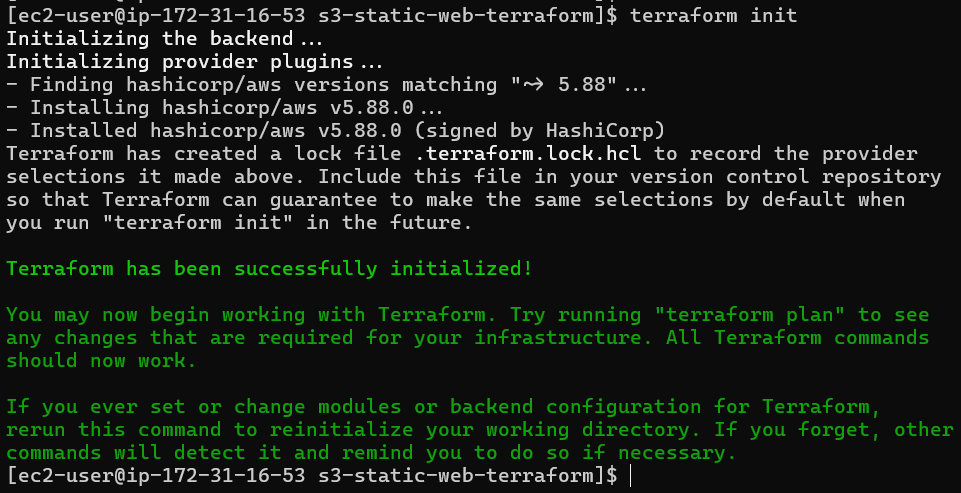 [ec2-user@ip-172-31-16-53 s3-static-web-terraform]$ terraform init
Initializing the backend...
Initializing provider plugins...
- Finding hashicorp/aws versions matching "~> 5.88"...
- Installing hashicorp/aws v5.88.0...
- Installed hashicorp/aws v5.88.0 (signed by HashiCorp)
Terraform has created a lock file .terraform.lock.hcl to record the provider
selections it made above. Include this file in your version control repository
so that Terraform can guarantee to make the same selections by default when
you run "terraform init" in the future.
Terraform has been successfully initialized!
You may now begin working with Terraform. Try running "terraform plan" to see
any changes that are required for your infrastructure. All Terraform commands
should now work.
If you ever set or change modules or backend configuration for Terraform,
rerun this command to reinitialize your working directory. If you forget, other
commands will detect it and remind you to do so if necessary.
[ec2-user@ip-172-31-16-53 s3-static-web-terraform]$